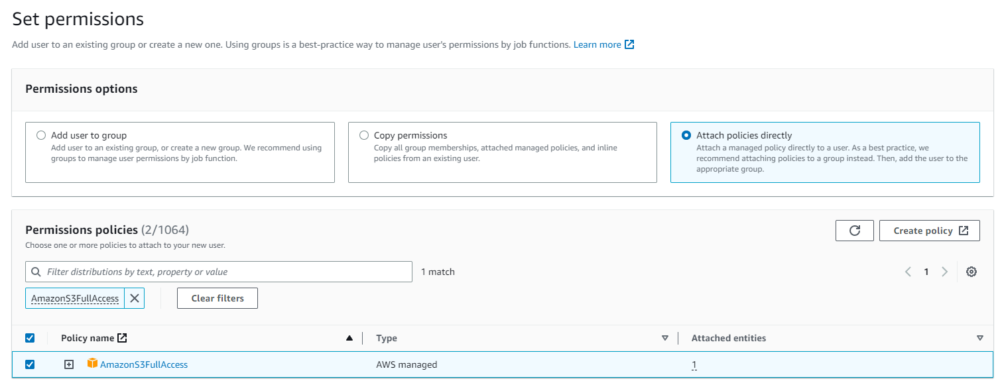 Set permissions
Add user to an existing group or create a new one. Using groups is a best-practice way to manage user's permissions by job functions. Learn more
Permissions options
Add user to group
Add user to an existing group, or create a new group. We recommend using
groups to manage user permissions by job function.
Copy permissions
Copy all group memberships, attached managed policies, and inline
policies from an existing user.
Attach policies directly
Attach a managed policy directly to a user. As a best practice, we
recommend attaching policies to a group instead. Then, add the user to the
appropriate group.
Permissions policies (2/1064)
Choose one or more policies to attach to your new user.
Create policy
Filter distributions by text, property or value
1 match
1
AmazonS3FullAccess
Clear filters
Policy name Type Attached entities
AmazonS3FullAccess AWS managed 1